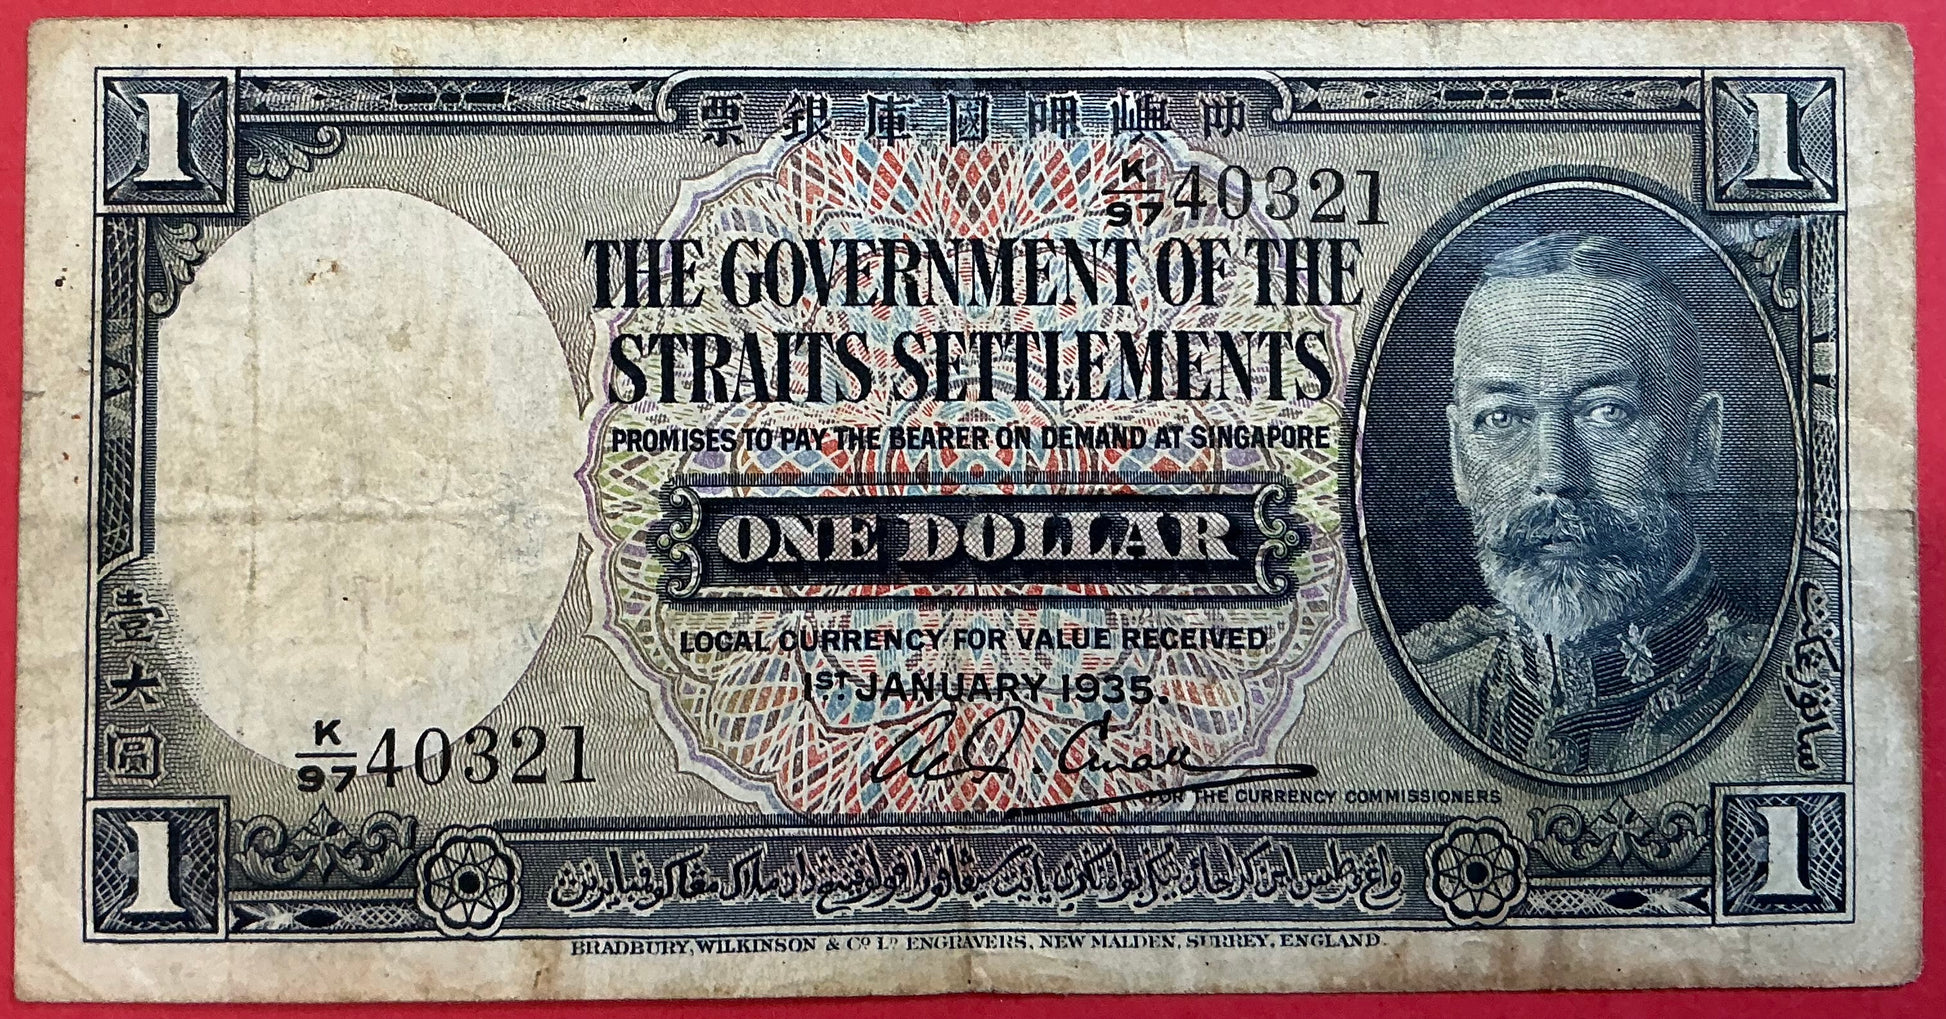 1
票銀庫國呷嶼叻
1
K/97 40321
THE GOVERNMENT OF THE
STRAITS SETTLEMENTS
PROMISES TO PAY THE BEARER ON DEMAND AT SINGAPORE
ONE DOLLAR
LOCAL CURRENCY FOR VALUE RECEIVED
1ST. JANUARY 1935.
壹大圓
K/97 40321
FOR THE CURRENCY COMMISSIONERS
1
1
BRADBURY, WILKINSON & Co. Ld. ENGRAVERS, NEW MALDEN, SURREY, ENGLAND.